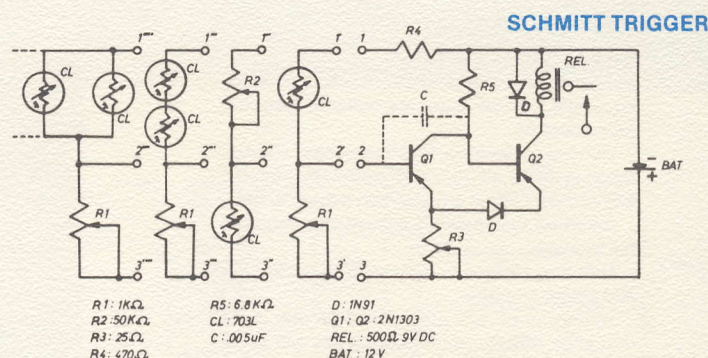 SCHMITT TRIGGER
1'''' 1''' 1'' 1' 1 R4
CL CL CL R2 CL R5 D REL.
CL C
2'''' 2''' 2'' 2' 2 Q1 Q2 - BAT +
R1 R1 CL R1 D R3
3'''' 3''' 3'' 3' 3
R1 : 1KΩ R5 : 6.8KΩ D : 1N91
R2 : 50KΩ CL : 703L Q1 ; Q2 : 2N1303
R3 : 25Ω C : .005uF REL. : 500Ω 9V DC
R4 : 470Ω BAT : 12V